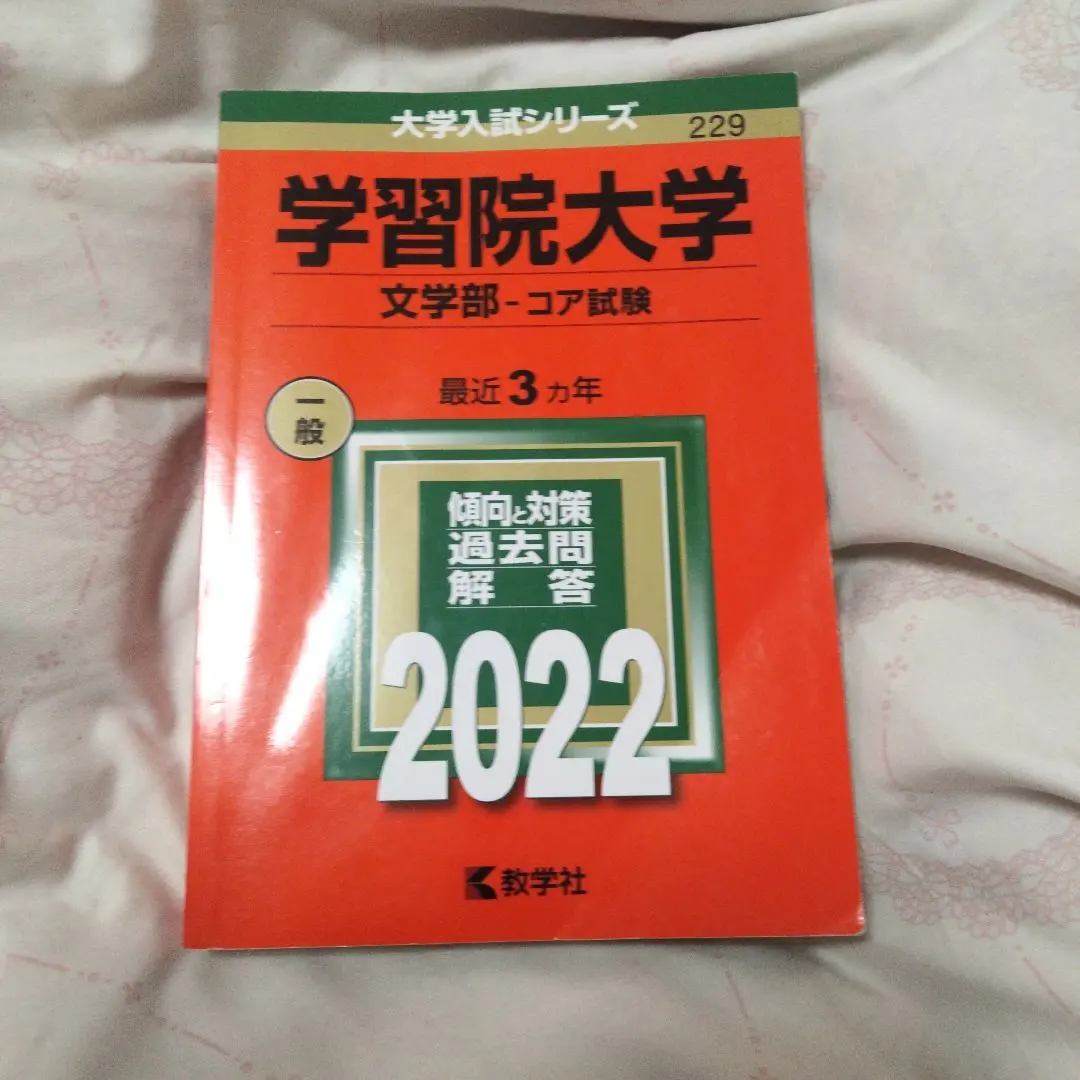 大学入試シリーズ 229
学習院大学
文学部-コア試験
最近3ヵ年
一般
傾向と対策
過去問
解答
2022
教学社